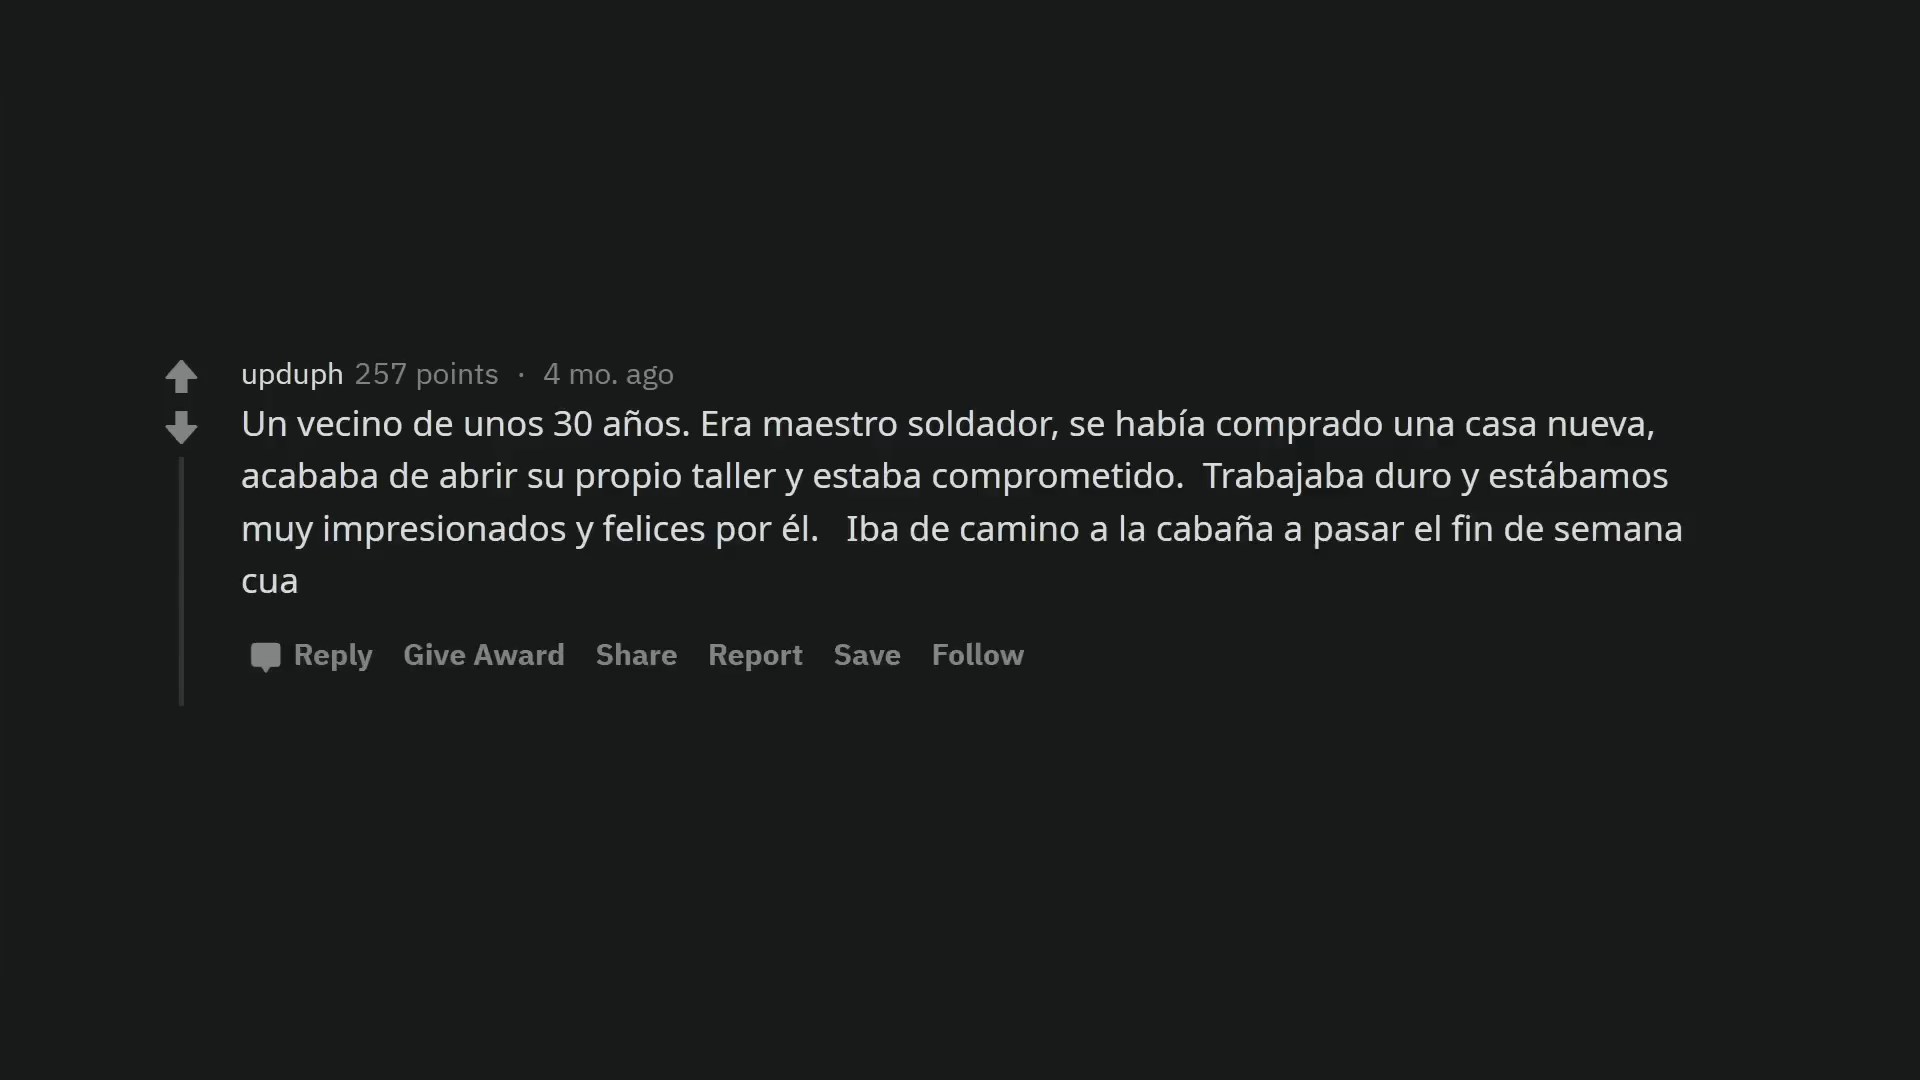 upduph 257 points · 4 mo. ago
Un vecino de unos 30 años. Era maestro soldador, se había comprado una casa nueva,
acababa de abrir su propio taller y estaba comprometido. Trabajaba duro y estábamos
muy impresionados y felices por él. Iba de camino a la cabaña a pasar el fin de semana
cua
Reply Give Award Share Report Save Follow